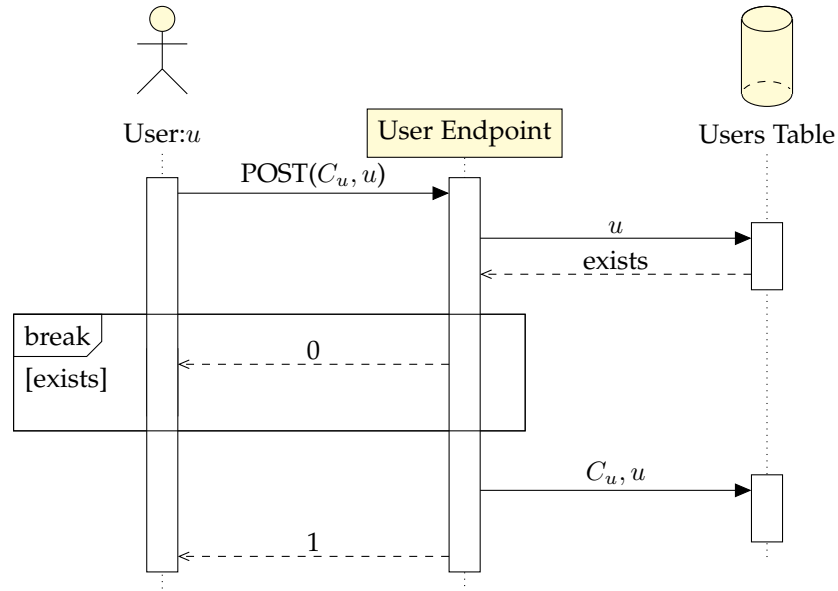 User:u
User Endpoint
Users Table
POST(C_u, u)
u
exists
break
0
[exists]
C_u, u
1